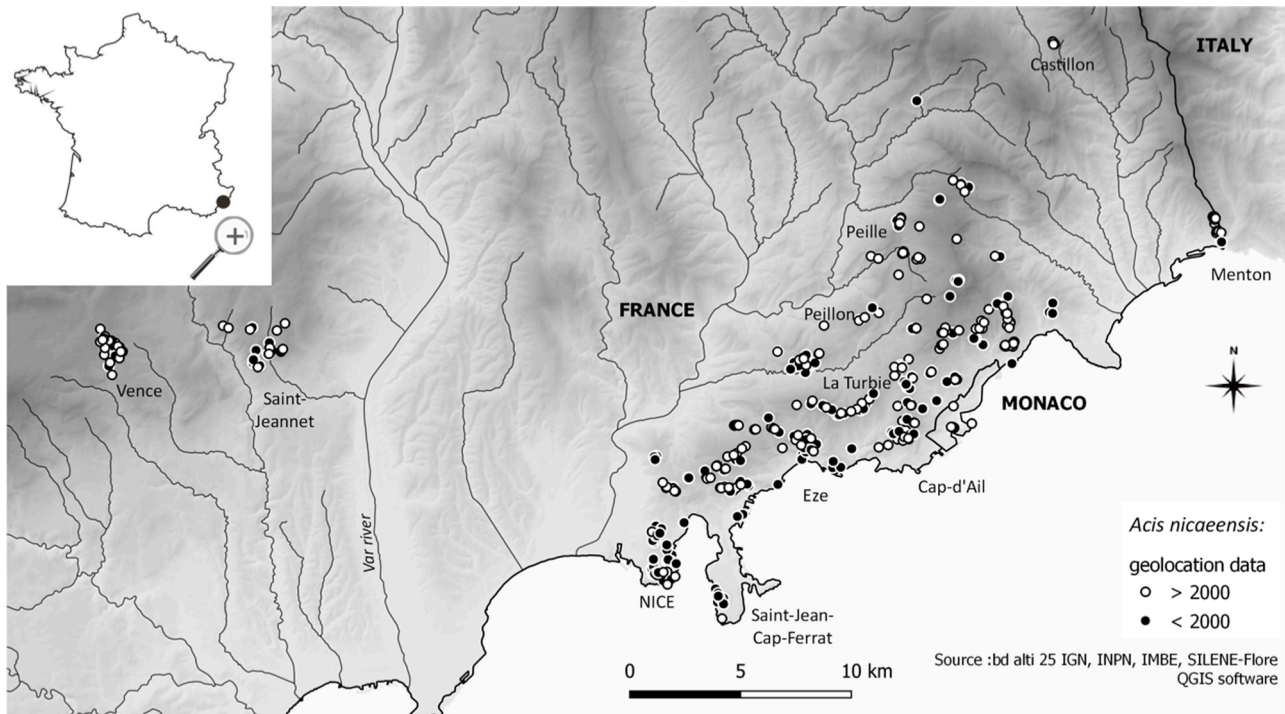 ITALY
Castillon
Peille
Menton
FRANCE
Peillon
Vence
Saint-
Jeannet
La Turbie
MONACO
N
Eze
Cap-d'Ail
Var river
NICE
Saint-Jean-
Cap-Ferrat
Acis nicaeensis:
geolocation data
> 2000
< 2000
0 5 10 km
Source :bd alti 25 IGN, INPN, IMBE, SILENE-Flore
QGIS software